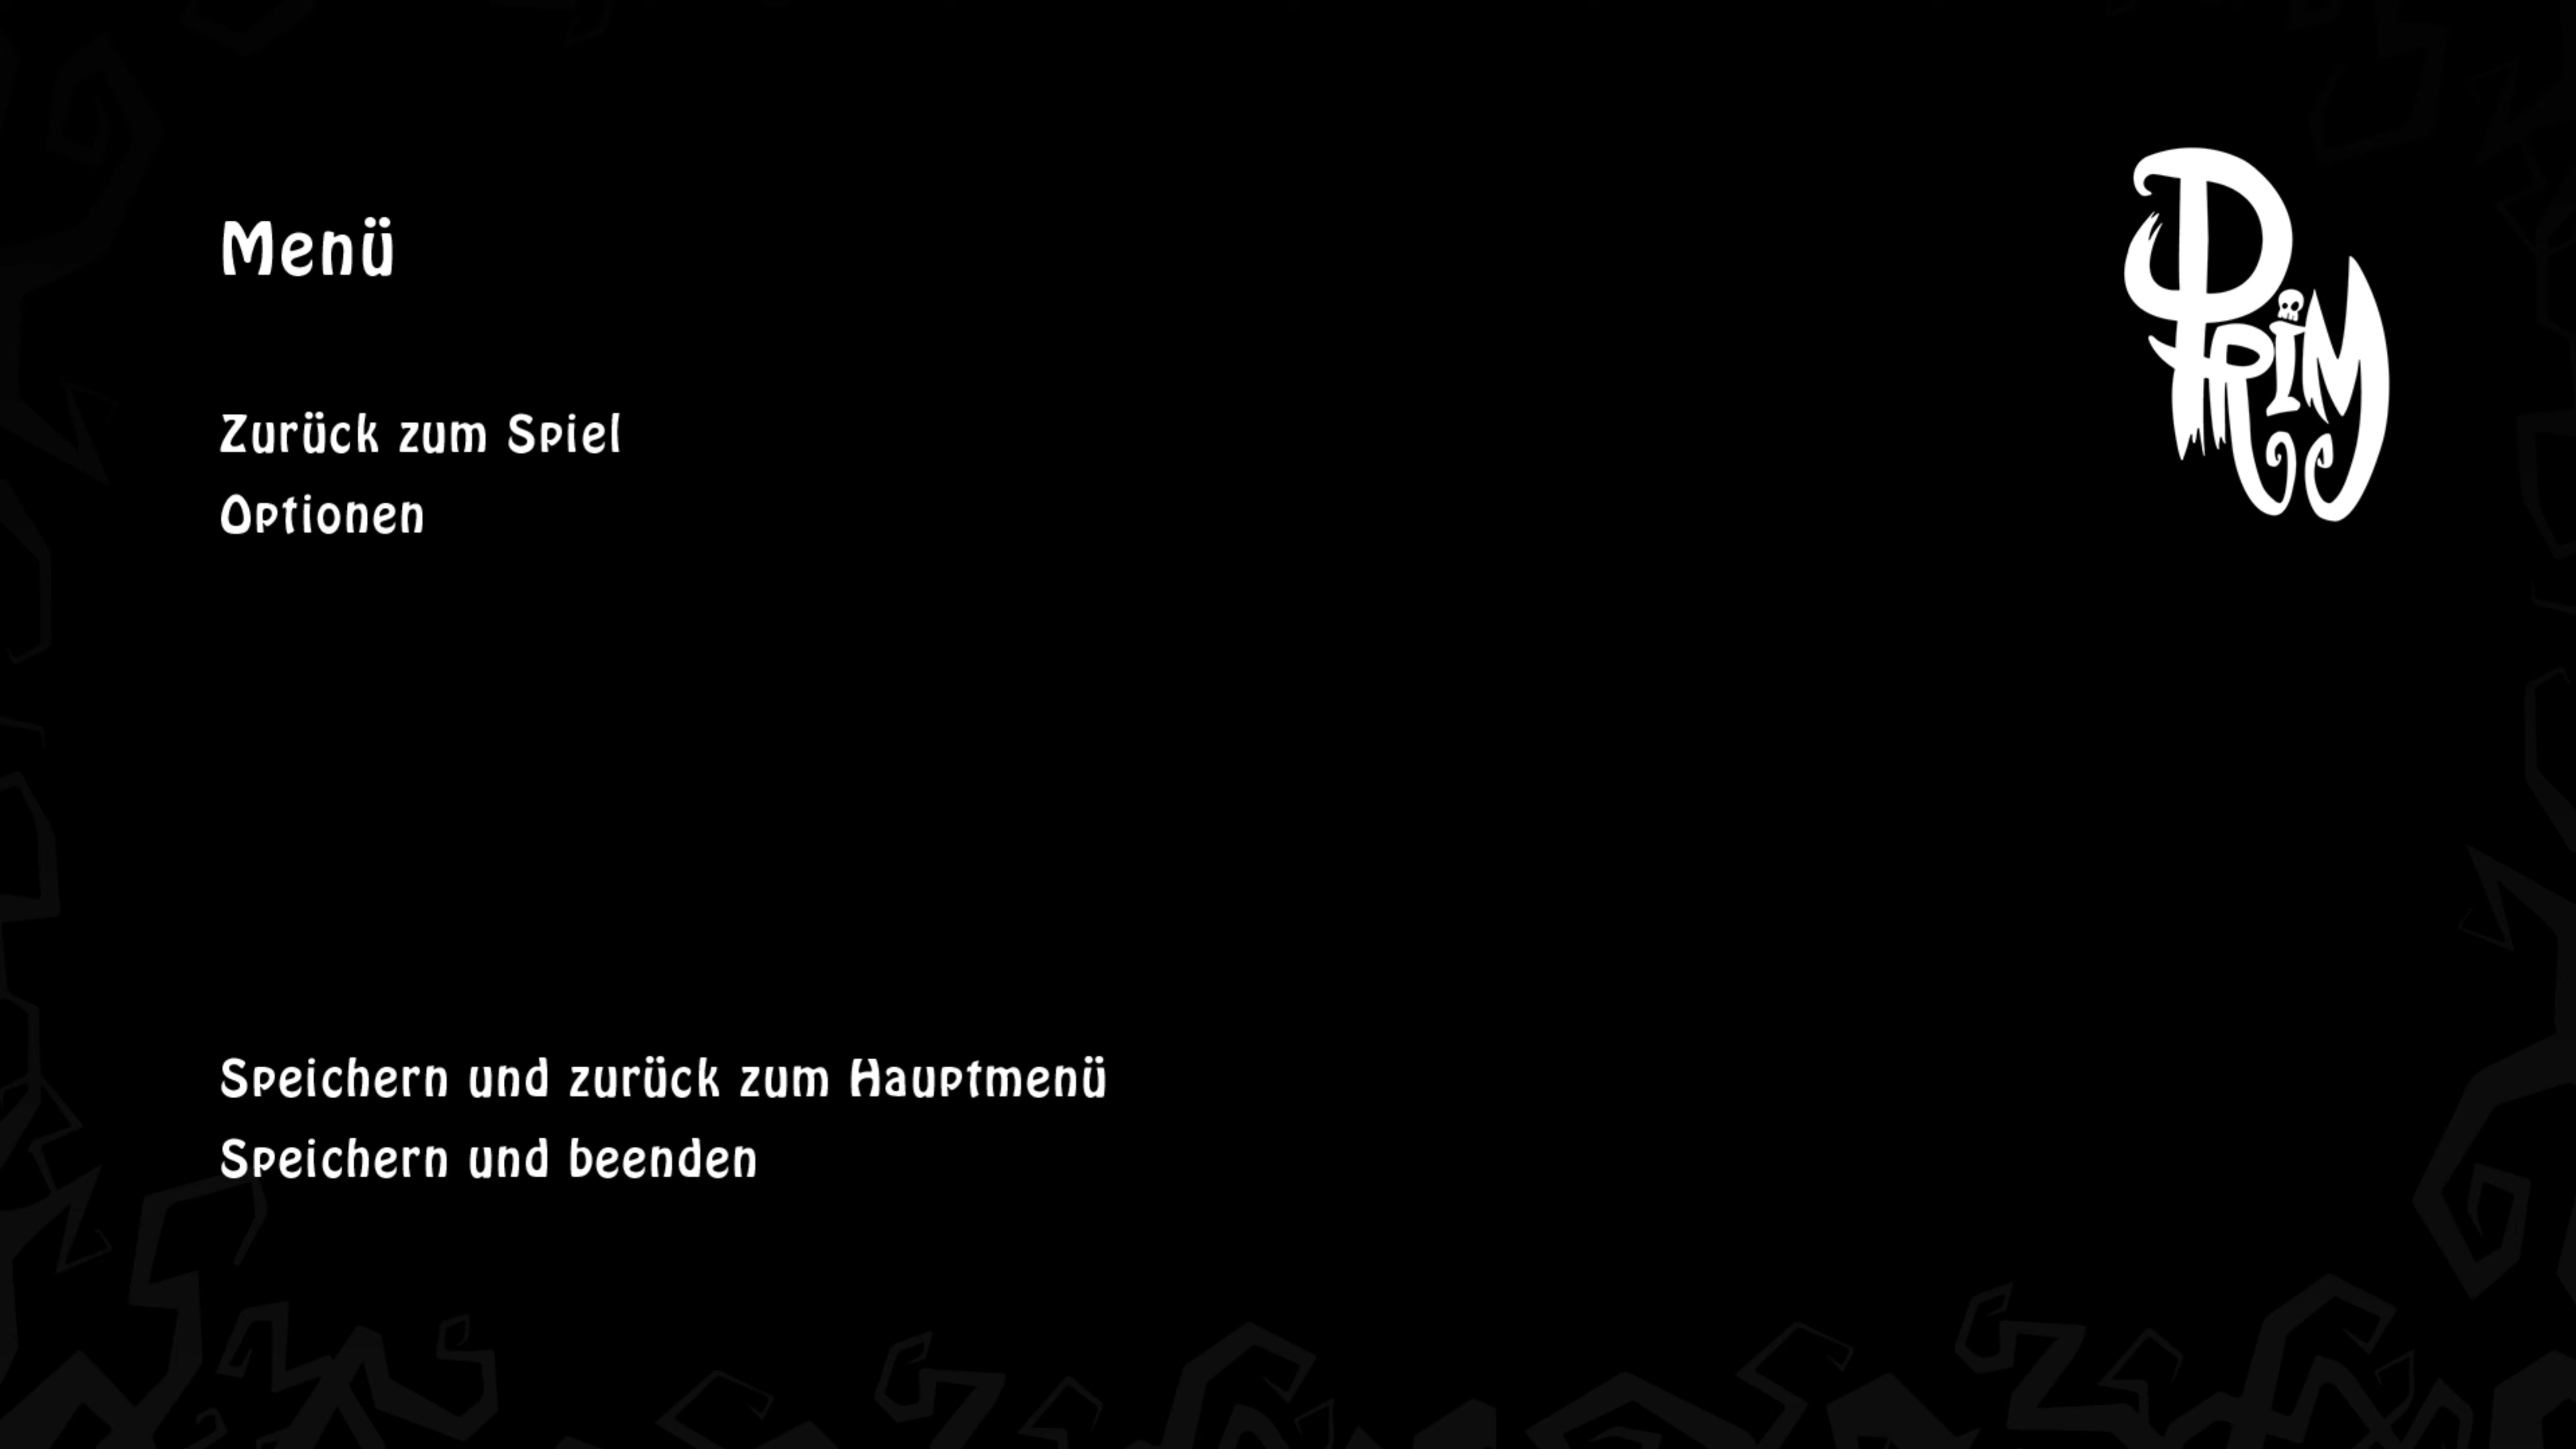 Menü
PRiM
Zurück zum Spiel
Optionen
Speichern und zurück zum Hauptmenü
Speichern und beenden